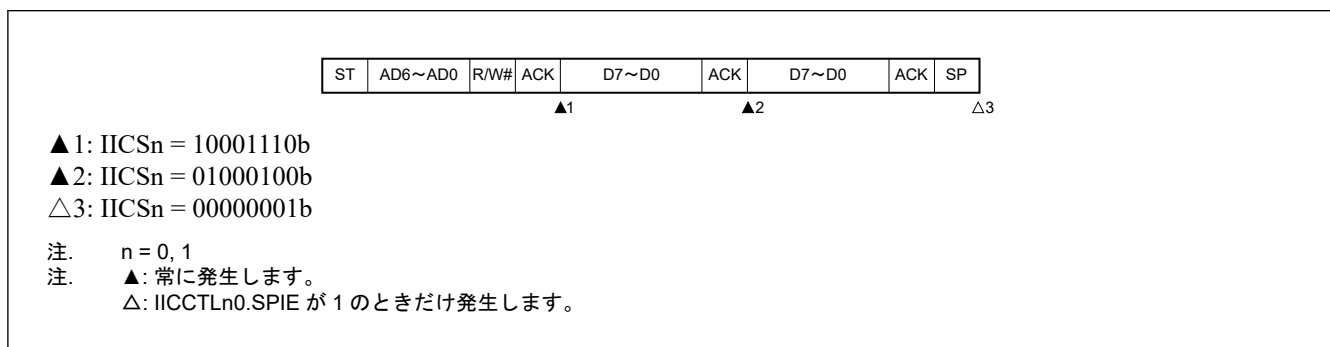 ST AD6~AD0 R/W# ACK D7~D0 ACK D7~D0 ACK SP
▲1 ▲2 △3
▲1: IICSn = 10001110b
▲2: IICSn = 01000100b
△3: IICSn = 00000001b
注. n = 0, 1
注. ▲: 常に発生します。
△: IICCTLn0.SPIE が 1 のときだけ発生します。